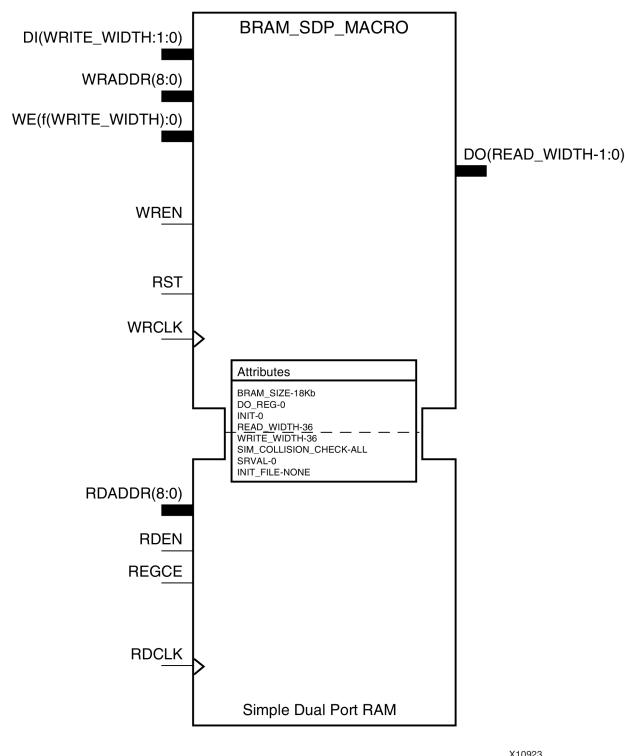 BRAM_SDP_MACRO
DI(WRITE_WIDTH:1:0)
WRADDR(8:0)
WE(f(WRITE_WIDTH):0)
DO(READ_WIDTH-1:0)
WREN
RST
WRCLK
Attributes
BRAM_SIZE-18Kb
DO_REG-0
INIT-0
READ_WIDTH-36
WRITE_WIDTH-36
SIM_COLLISION_CHECK-ALL
SRVAL-0
INIT_FILE-NONE
RDADDR(8:0)
RDEN
REGCE
RDCLK
Simple Dual Port RAM
X10923